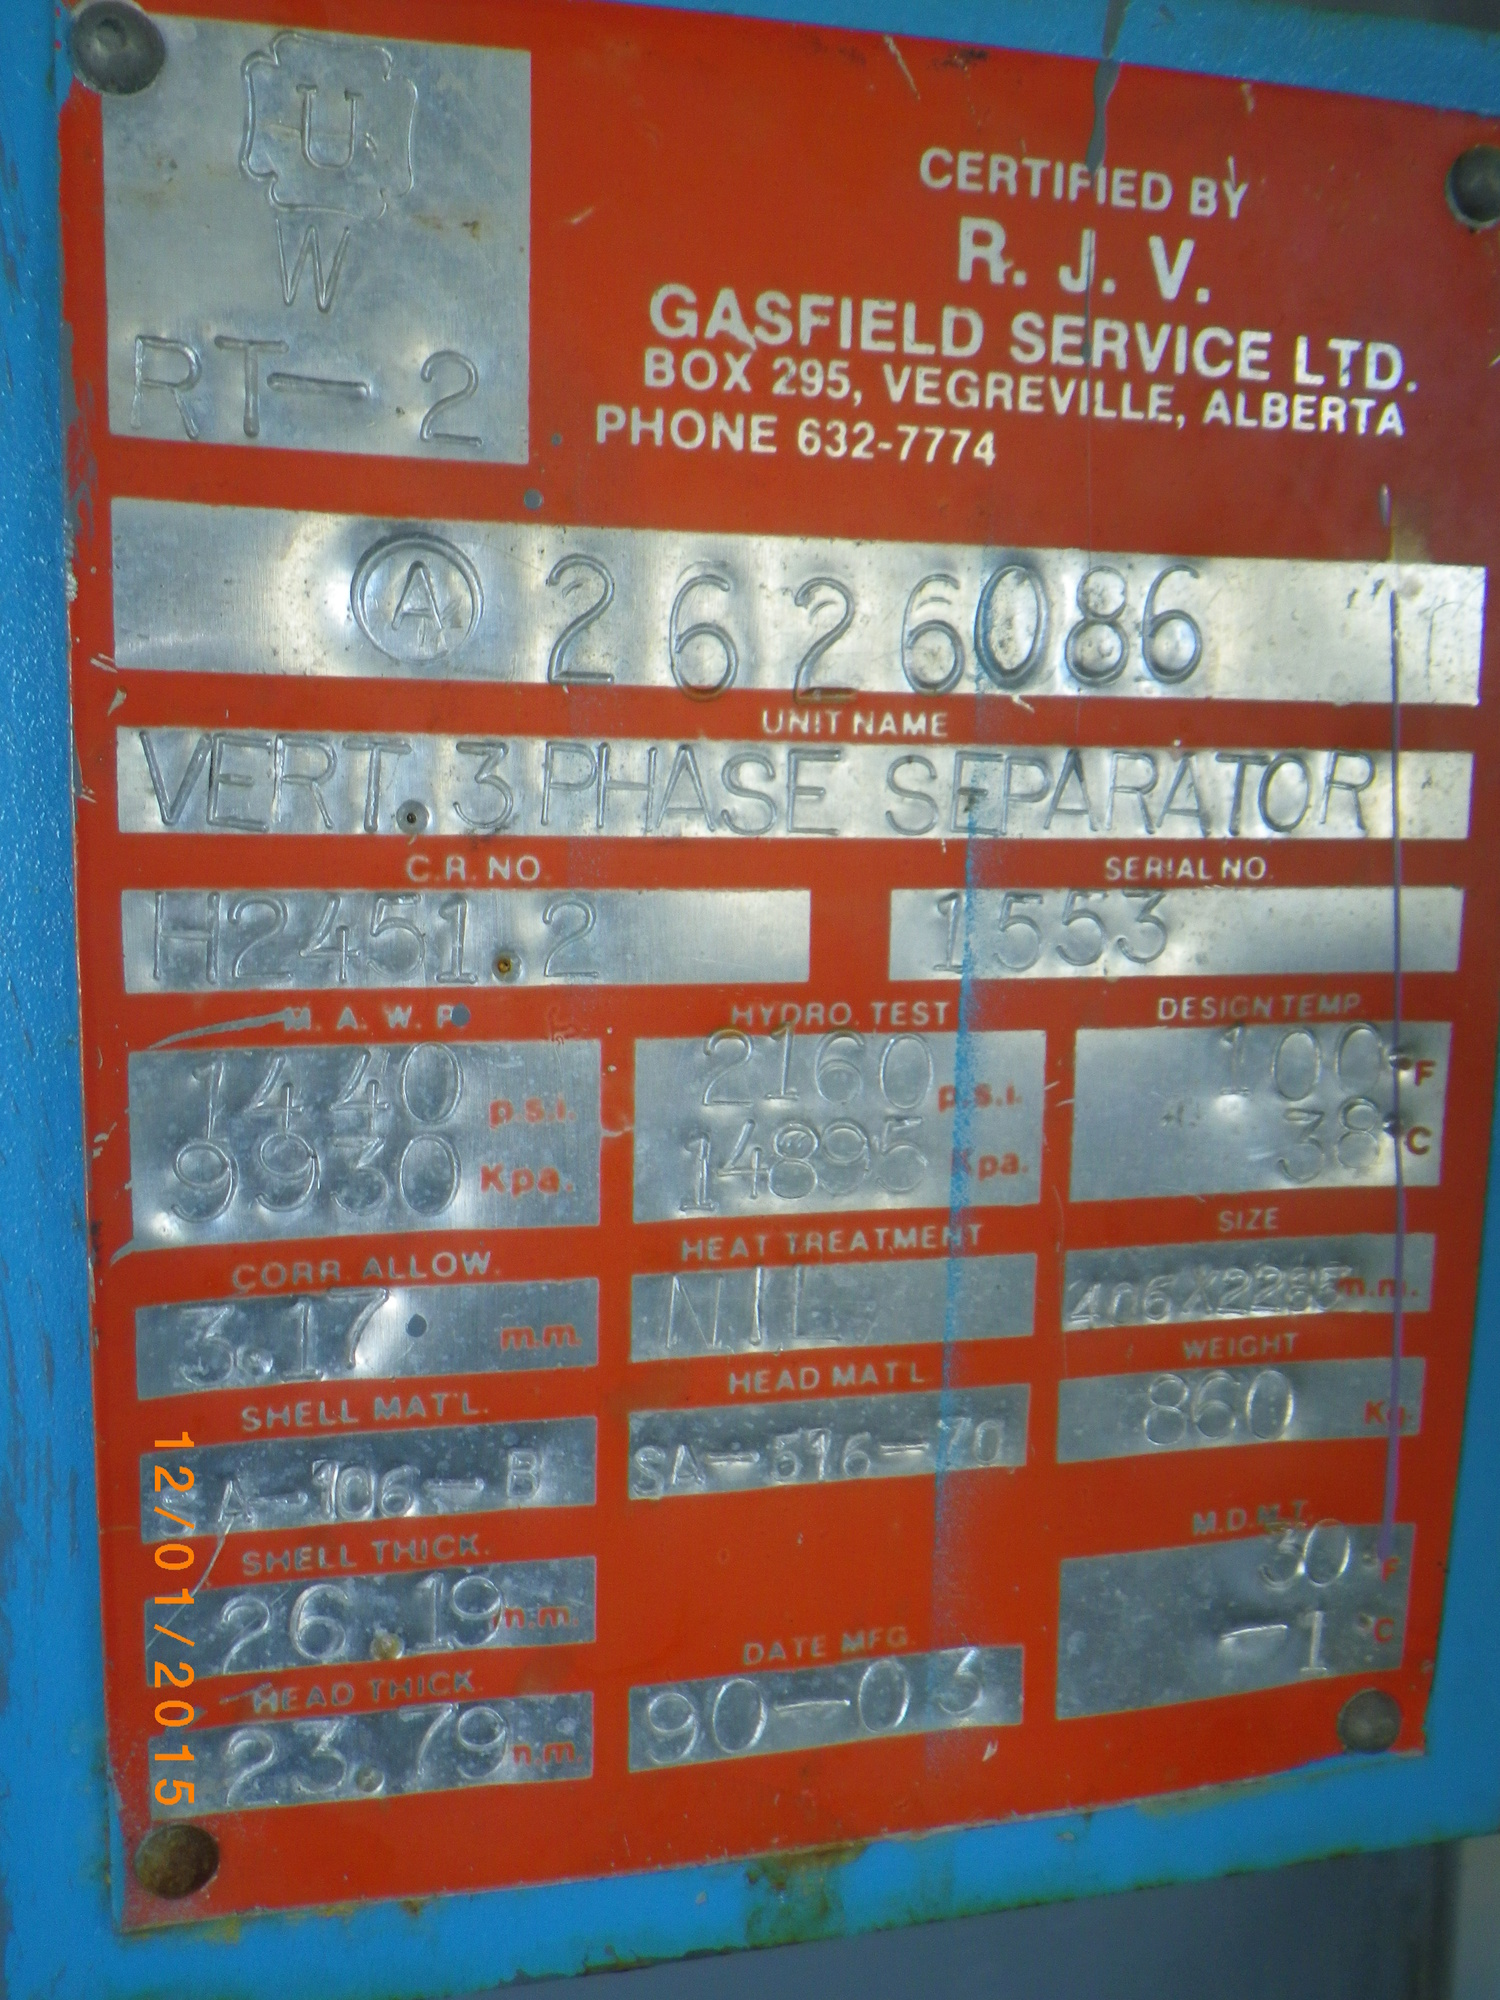 U
W
RT-2
CERTIFIED BY
R. J. V.
GASFIELD SERVICE LTD.
BOX 295, VEGREVILLE, ALBERTA
PHONE 632-7774
A 2626086
UNIT NAME
VERT. 3 PHASE SEPARATOR
C.R. NO. SERIAL NO.
H2451.2 1553
M. A. W. P. HYDRO. TEST DESIGN TEMP.
1440 p.s.i. 2160 p.s.i. 100 °F
9930 Kpa. 14895 Kpa. 38 °C
CORR. ALLOW. HEAT TREATMENT SIZE
3.17 m.m. NIL 406X2285 m.m.
SHELL MAT'L. HEAD MAT'L. WEIGHT
SA-106-B SA-516-70 860 Kg.
SHELL THICK. M.D.M.T.
26.19 m.m. 30 °F
-1 °C
HEAD THICK. DATE MFG.
23.79 m.m. 90-03
12/01/2015